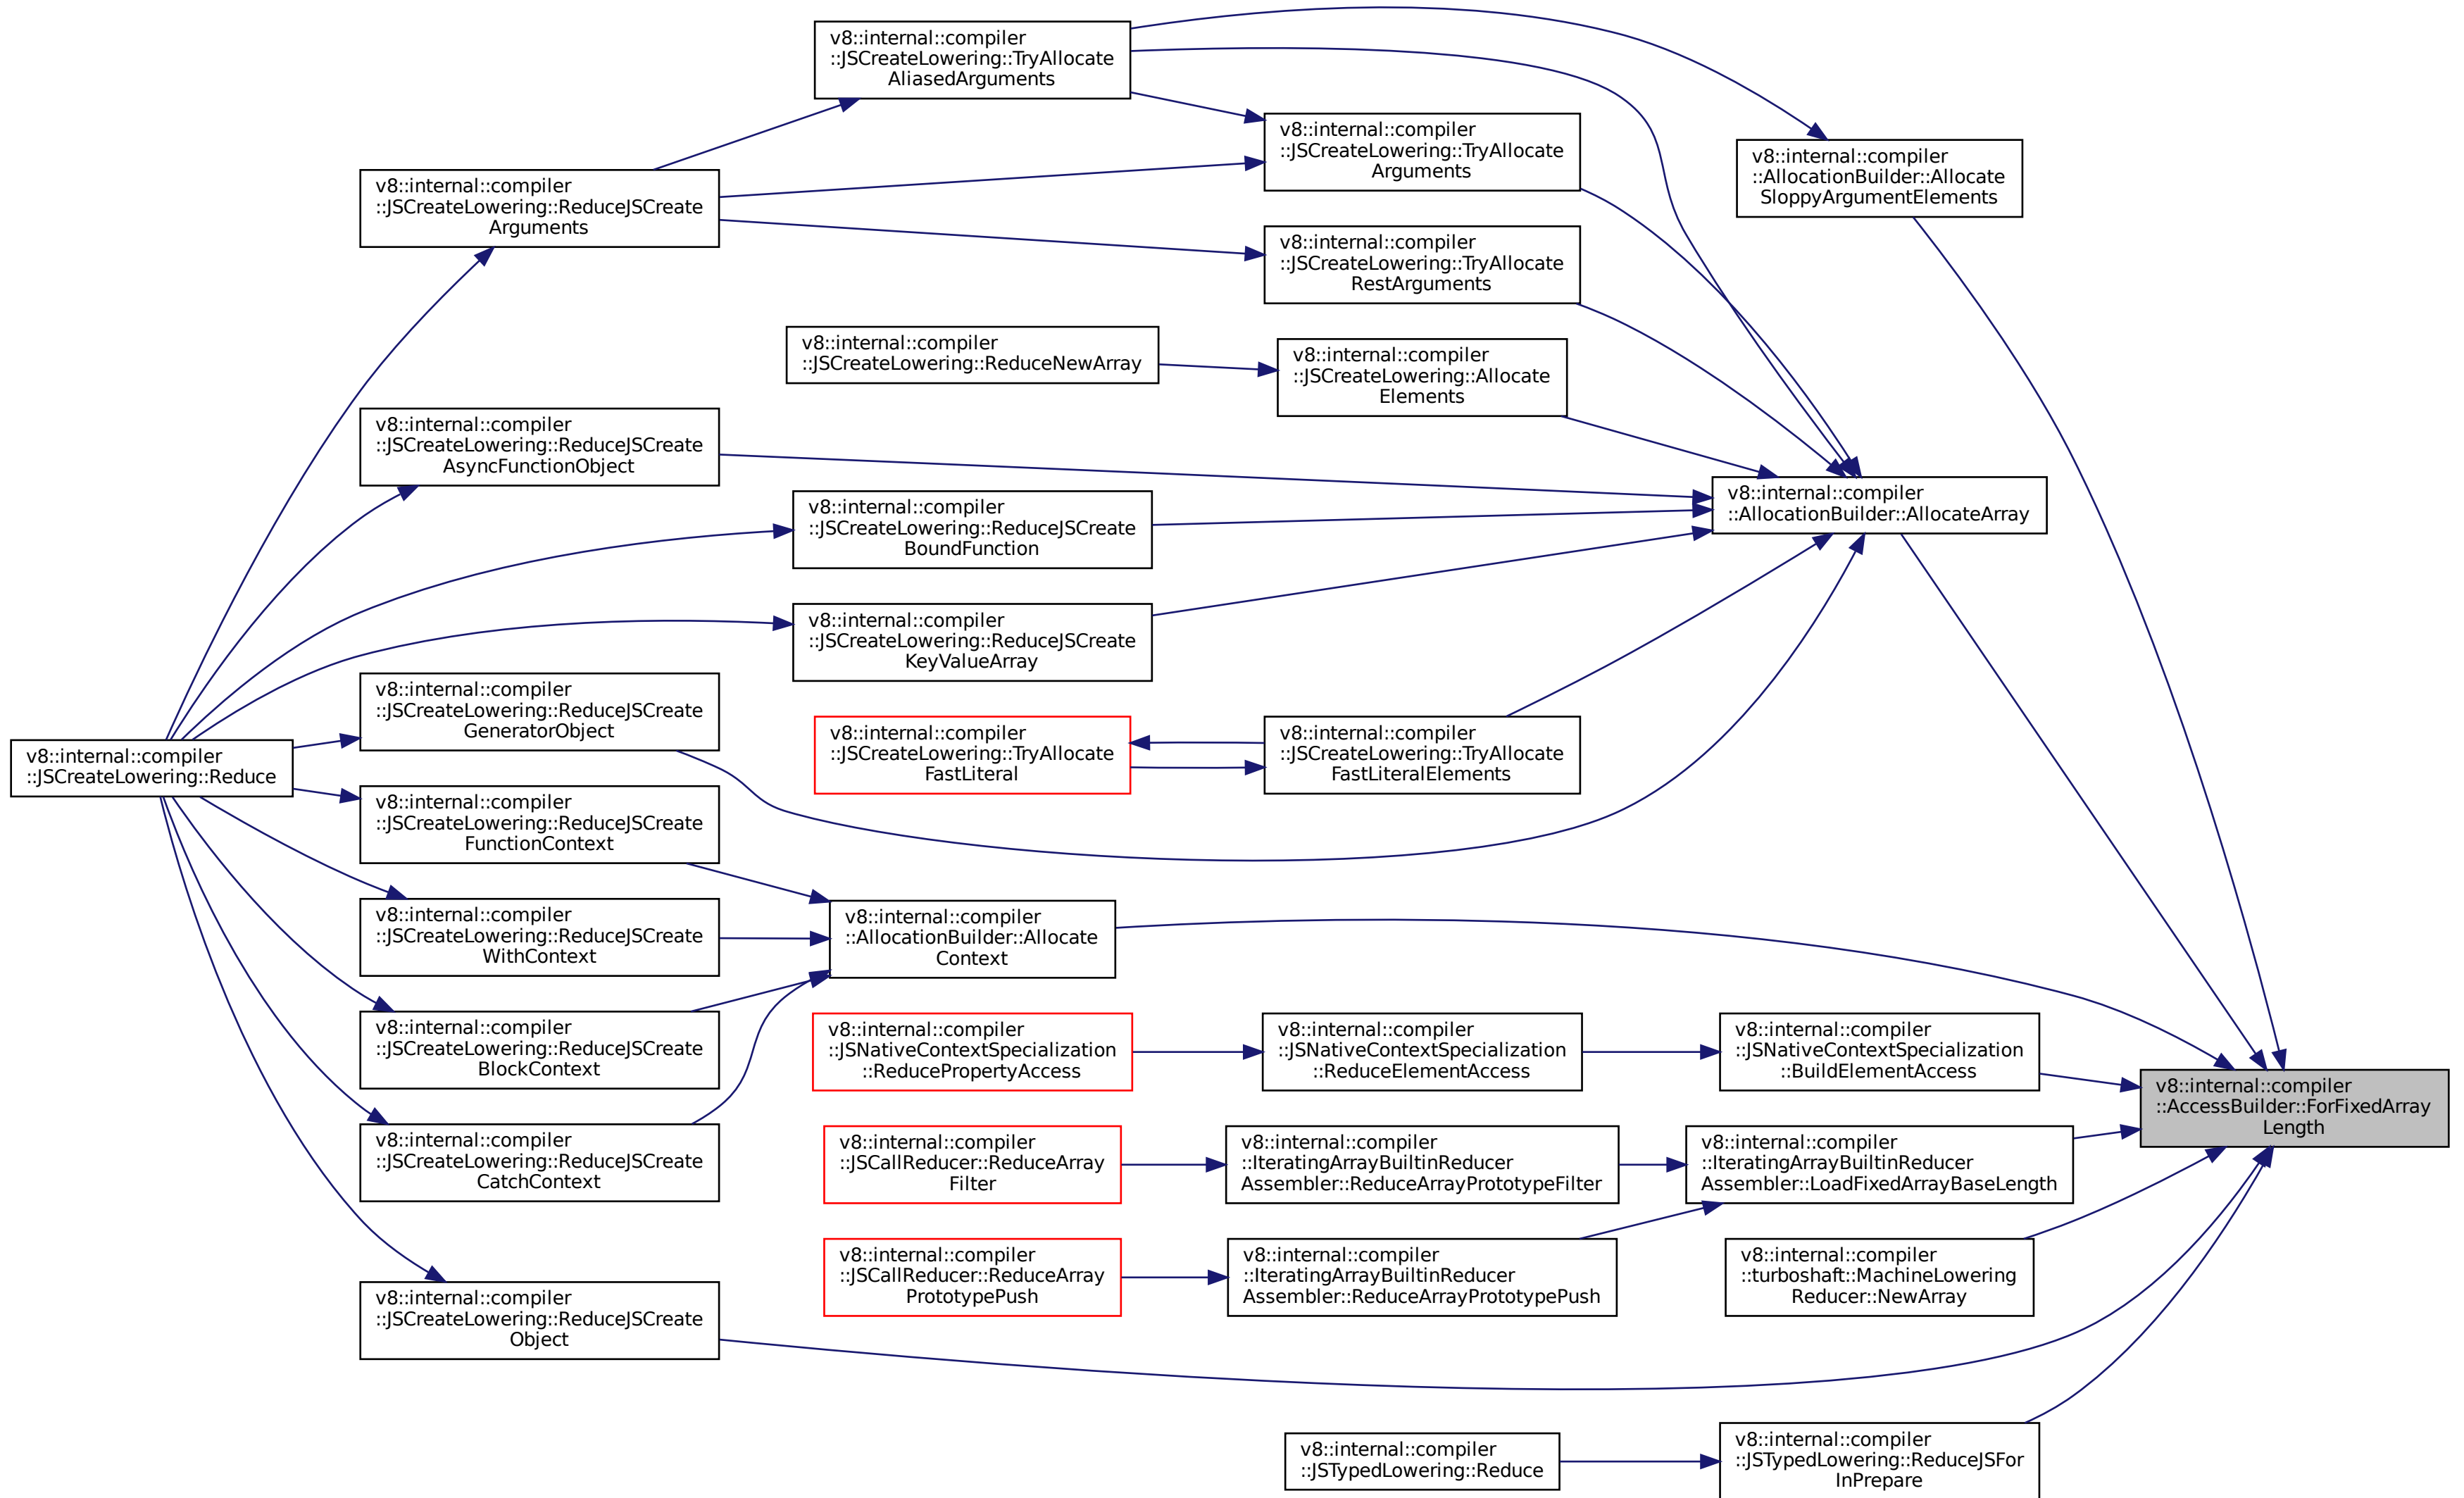 v8::internal::compiler
::JSCreateLowering::TryAllocate
AliasedArguments
v8::internal::compiler
::JSCreateLowering::TryAllocate
Arguments
v8::internal::compiler
::AllocationBuilder::Allocate
SloppyArgumentElements
v8::internal::compiler
::JSCreateLowering::ReduceJSCreate
Arguments
v8::internal::compiler
::JSCreateLowering::TryAllocate
RestArguments
v8::internal::compiler
::JSCreateLowering::ReduceNewArray
v8::internal::compiler
::JSCreateLowering::Allocate
Elements
v8::internal::compiler
::JSCreateLowering::ReduceJSCreate
AsyncFunctionObject
v8::internal::compiler
::AllocationBuilder::AllocateArray
v8::internal::compiler
::JSCreateLowering::ReduceJSCreate
BoundFunction
v8::internal::compiler
::JSCreateLowering::ReduceJSCreate
KeyValueArray
v8::internal::compiler
::JSCreateLowering::ReduceJSCreate
GeneratorObject
v8::internal::compiler
::JSCreateLowering::TryAllocate
FastLiteral
v8::internal::compiler
::JSCreateLowering::TryAllocate
FastLiteralElements
v8::internal::compiler
::JSCreateLowering::Reduce
v8::internal::compiler
::JSCreateLowering::ReduceJSCreate
FunctionContext
v8::internal::compiler
::JSCreateLowering::ReduceJSCreate
WithContext
v8::internal::compiler
::AllocationBuilder::Allocate
Context
v8::internal::compiler
::JSCreateLowering::ReduceJSCreate
BlockContext
v8::internal::compiler
::JSNativeContextSpecialization
::ReducePropertyAccess
v8::internal::compiler
::JSNativeContextSpecialization
::ReduceElementAccess
v8::internal::compiler
::JSNativeContextSpecialization
::BuildElementAccess
v8::internal::compiler
::AccessBuilder::ForFixedArray
Length
v8::internal::compiler
::JSCreateLowering::ReduceJSCreate
CatchContext
v8::internal::compiler
::JSCallReducer::ReduceArray
Filter
v8::internal::compiler
::IteratingArrayBuiltinReducer
Assembler::ReduceArrayPrototypeFilter
v8::internal::compiler
::IteratingArrayBuiltinReducer
Assembler::LoadFixedArrayBaseLength
v8::internal::compiler
::JSCallReducer::ReduceArray
PrototypePush
v8::internal::compiler
::IteratingArrayBuiltinReducer
Assembler::ReduceArrayPrototypePush
v8::internal::compiler
::turboshaft::MachineLowering
Reducer::NewArray
v8::internal::compiler
::JSCreateLowering::ReduceJSCreate
Object
v8::internal::compiler
::JSTypedLowering::Reduce
v8::internal::compiler
::JSTypedLowering::ReduceJSFor
InPrepare